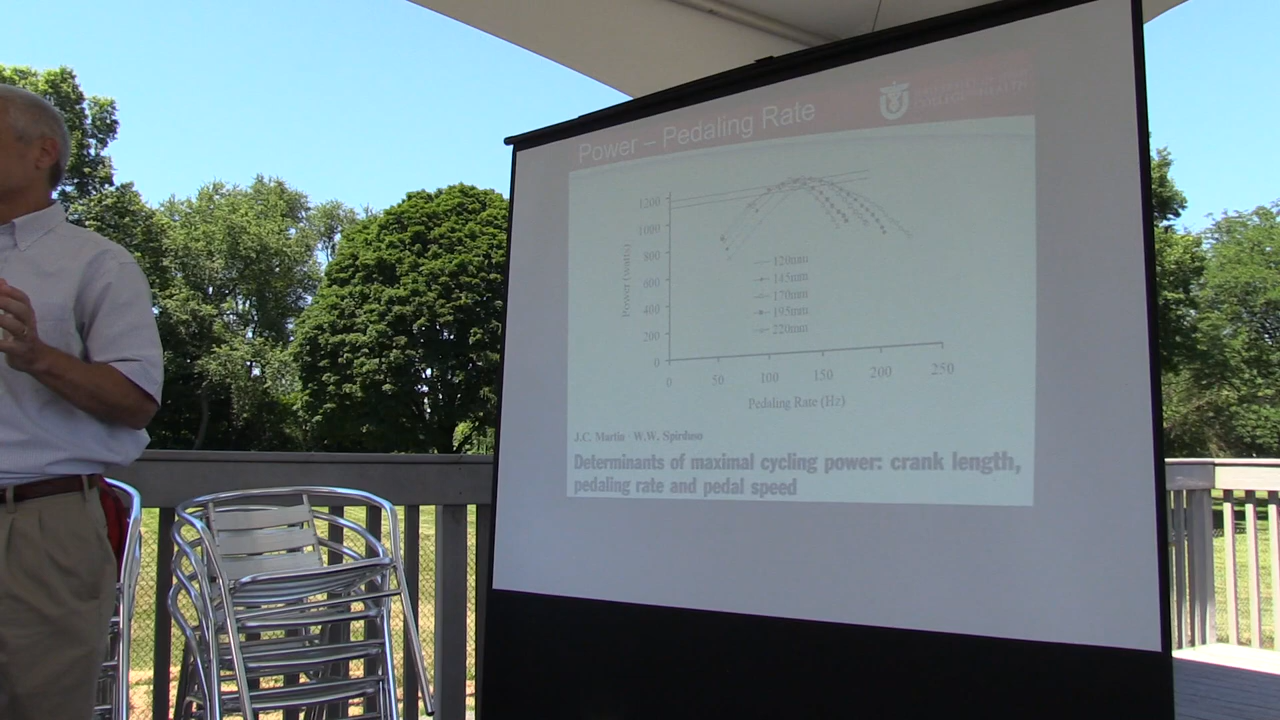 Power – Pedaling Rate
1200
1000
800
600
400
200
0
Power (watts)
120mm
145mm
170mm
195mm
220mm
0 50 100 150 200 250
Pedaling Rate (Hz)
J.C. Martin · W.W. Spirduso
Determinants of maximal cycling power: crank length,
pedaling rate and pedal speed